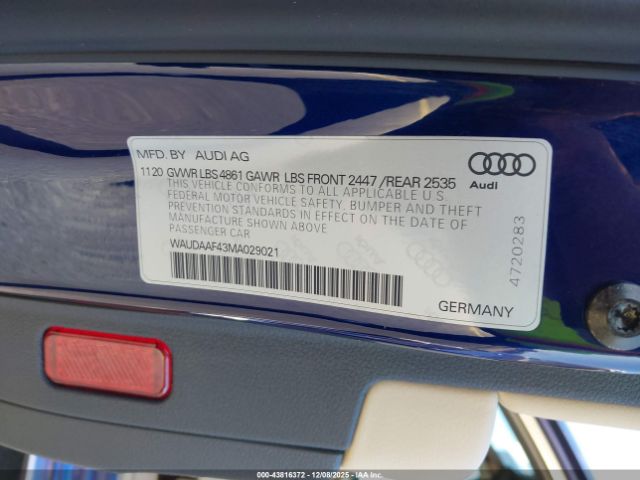 MFD.BY AUDI AG
1120 GVWR LBS 4861 GAWR LBS FRONT 2447 /REAR 2535
THIS VEHICLE CONFORMS TO ALL APPLICABLE U S
FEDERAL MOTOR VEHICLE SAFETY, BUMPER AND THEFT
PREVENTION STANDARDS IN EFFECT ON THE DATE OF
MANUFACTURE SHOWN ABOVE
PASSENGER CAR
WAUDAAF43MA029021
Audi
4720283
GERMANY
000-43816372 - 12/08/2025 - IAAI.COM